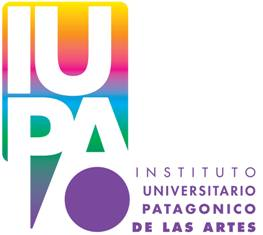 IU
PA
INSTITUTO
UNIVERSITARIO
PATAGONICO
DE LAS ARTES